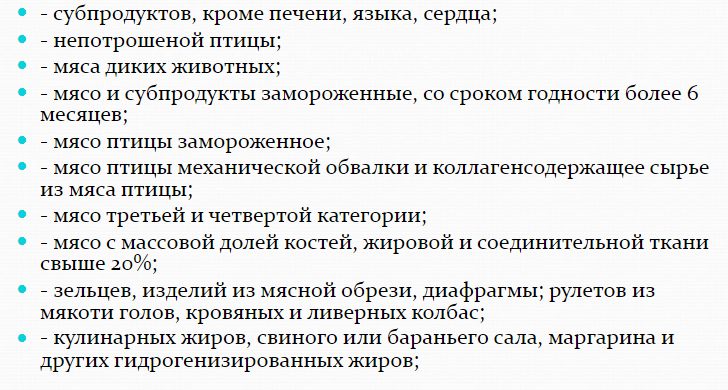 - субпродуктов, кроме печени, языка, сердца;
- непотрошеной птицы;
- мяса диких животных;
- мясо и субпродукты замороженные, со сроком годности более 6
месяцев;
- мясо птицы замороженное;
- мясо птицы механической обвалки и коллагенсодержащее сырье
из мяса птицы;
- мясо третьей и четвертой категории;
- мясо с массовой долей костей, жировой и соединительной ткани
свыше 20%;
- зельцев, изделий из мясной обрези, диафрагмы; рулетов из
мякоти голов, кровяных и ливерных колбас;
- кулинарных жиров, свиного или бараньего сала, маргарина и
других гидрогенизированных жиров;